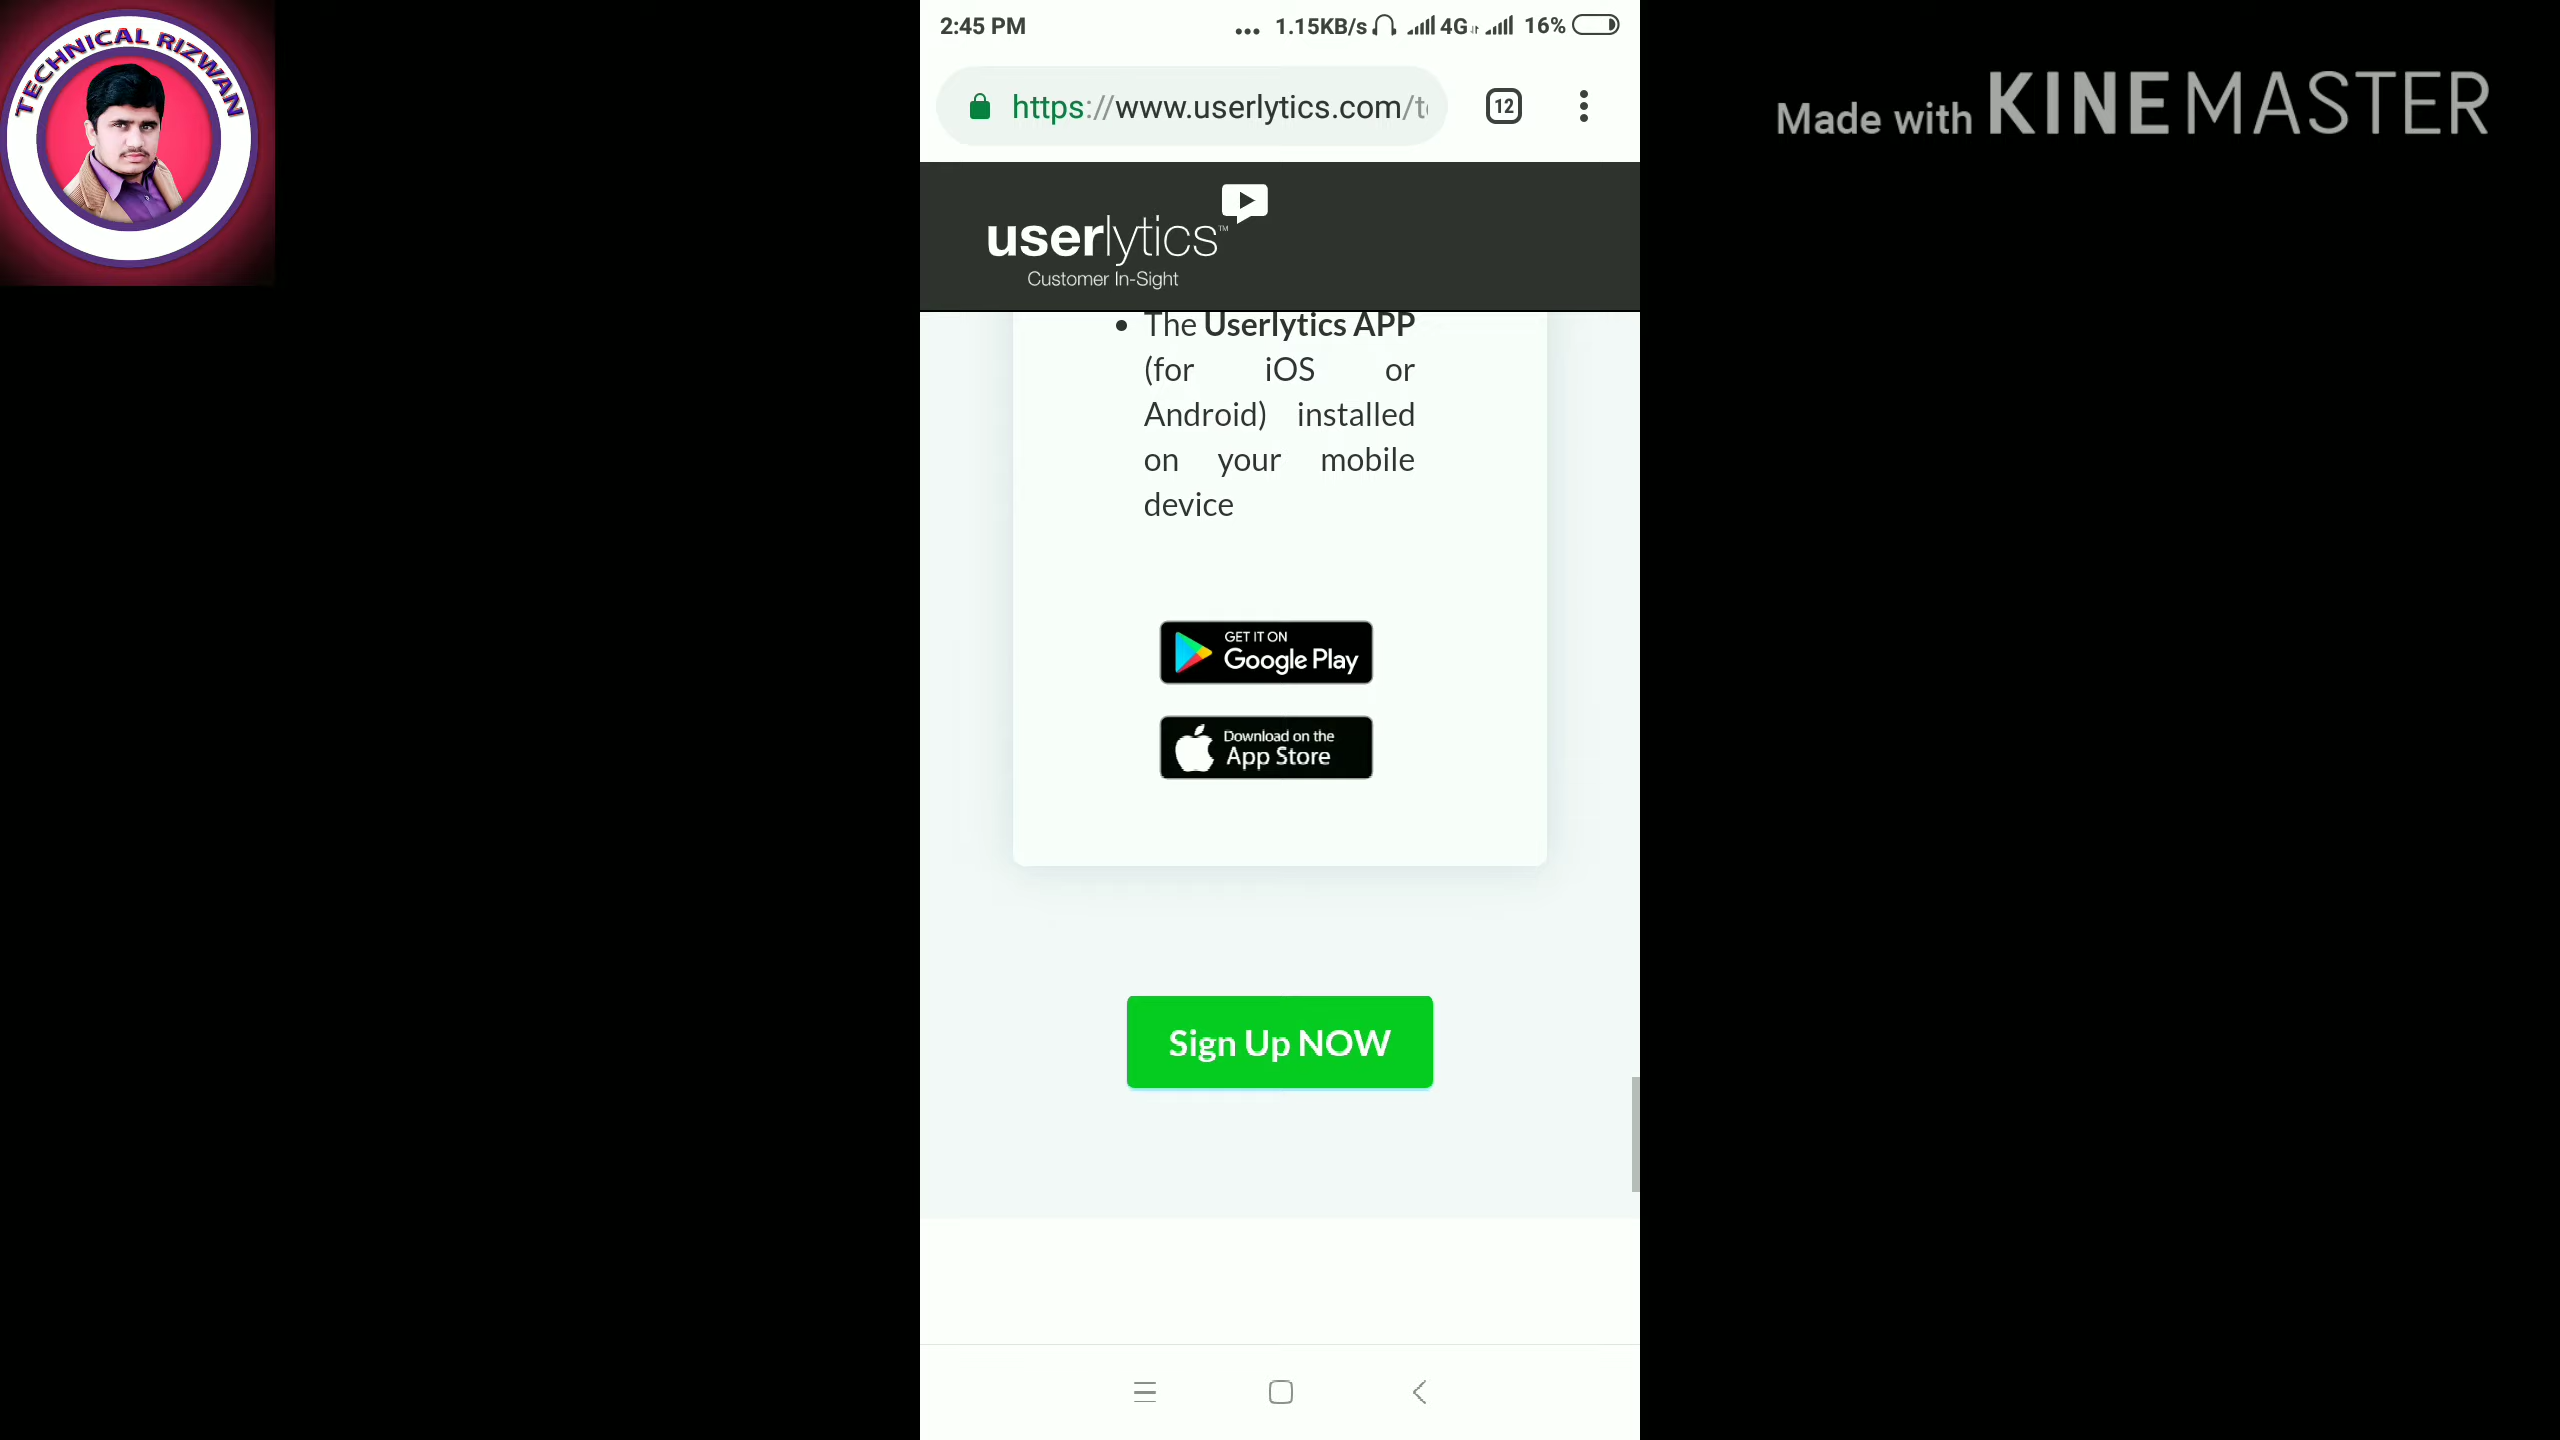 TECHNICAL RIZWAN
2:45 PM
... 1.15KB/s 4G 16%
https://www.userlytics.com/t
12
Made with KINEMASTER
userlytics™
Customer In-Sight
• The Userlytics APP
(for iOS or
Android) installed
on your mobile
device
GET IT ON
Google Play
Download on the
App Store
Sign Up NOW